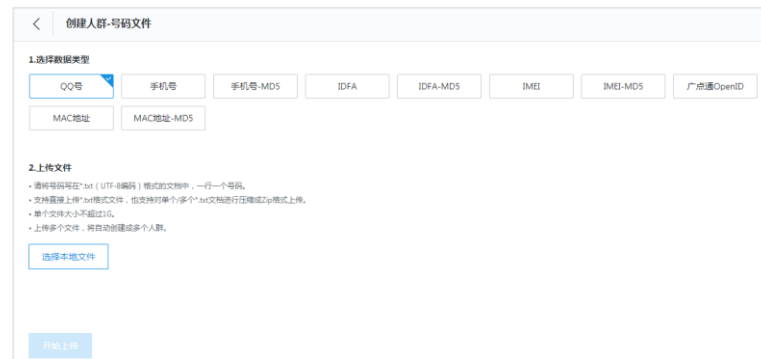 创建人群-号码文件
1.选择数据类型
QQ号 手机号 手机号-MD5 IDFA IDFA-MD5 IMEI IMEI-MD5 广点通OpenID
MAC地址 MAC地址-MD5
2.上传文件
• 请将号码写在*.txt（UTF-8编码）格式的文档中，一行一个号码。
• 支持直接上传*.txt格式文件，也支持对单个/多个*.txt文档进行压缩成Zip格式上传。
• 单个文件大小不超过1G。
• 上传多个文件，将自动创建成多个人群。
选择本地文件
开始上传